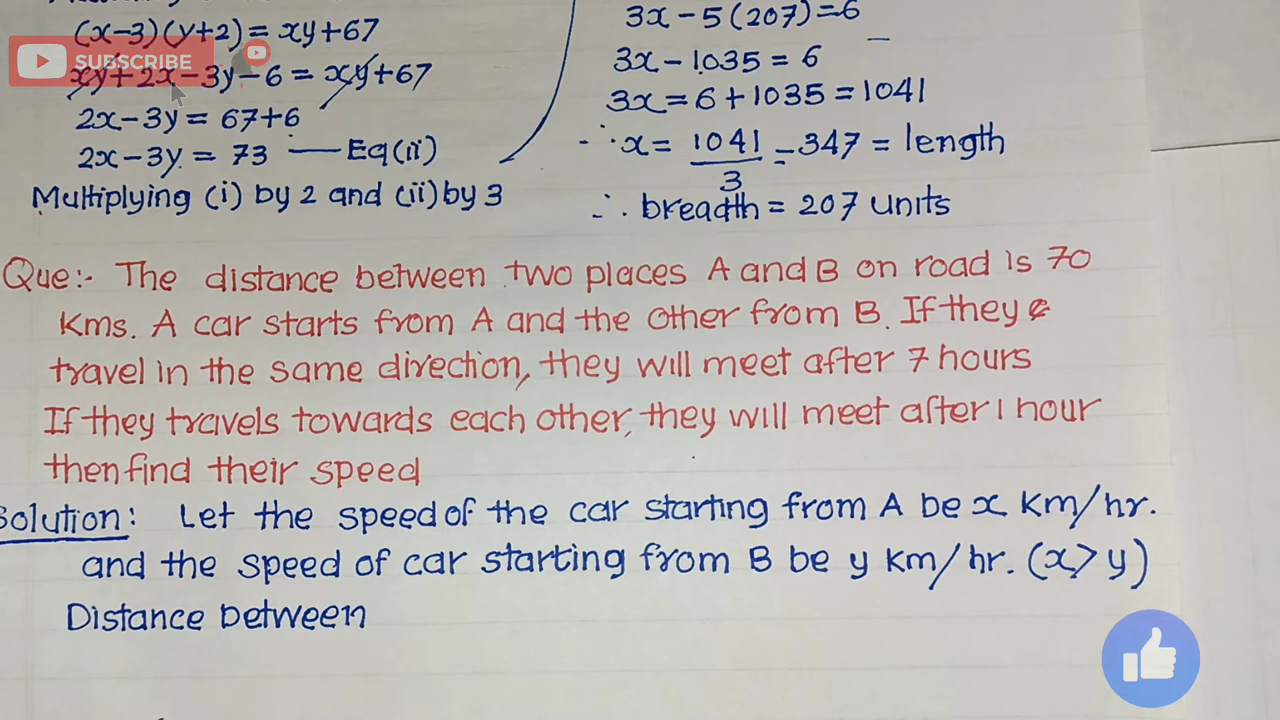 (x-3)(y+2) = xy+67
SUBSCRIBE
xy+2x-3y-6 = xy+67
2x-3y = 67+6
2x-3y = 73 — Eq(ii)
Multiplying (i) by 2 and (ii) by 3
3x-5(207)=6
3x-1035 = 6
3x = 6+1035 = 1041
∴ x = 1041/3 = 347 = length
∴ breadth = 207 units
Que:- The distance between two places A and B on road is 70
Kms. A car starts from A and the other from B. If they
travel in the same direction, they will meet after 7 hours
If they travels towards each other, they will meet after 1 hour
then find their speed
Solution: Let the speed of the car starting from A be x Km/hr.
and the speed of car starting from B be y km/hr. (x>y)
Distance between